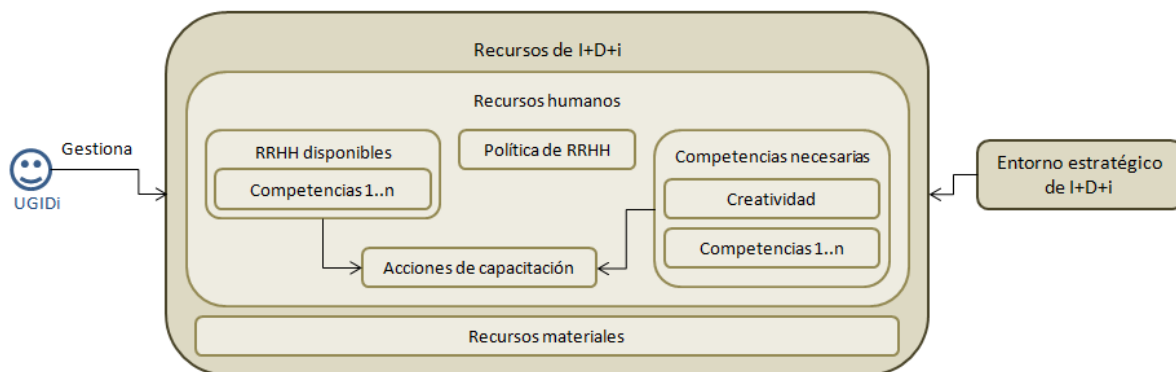 Recursos de I+D+i
Recursos humanos
Gestiona
UGIDi
RRHH disponibles
Competencias 1..n
Política de RRHH
Competencias necesarias
Creatividad
Competencias 1..n
Acciones de capacitación
Recursos materiales
Entorno estratégico
de I+D+i